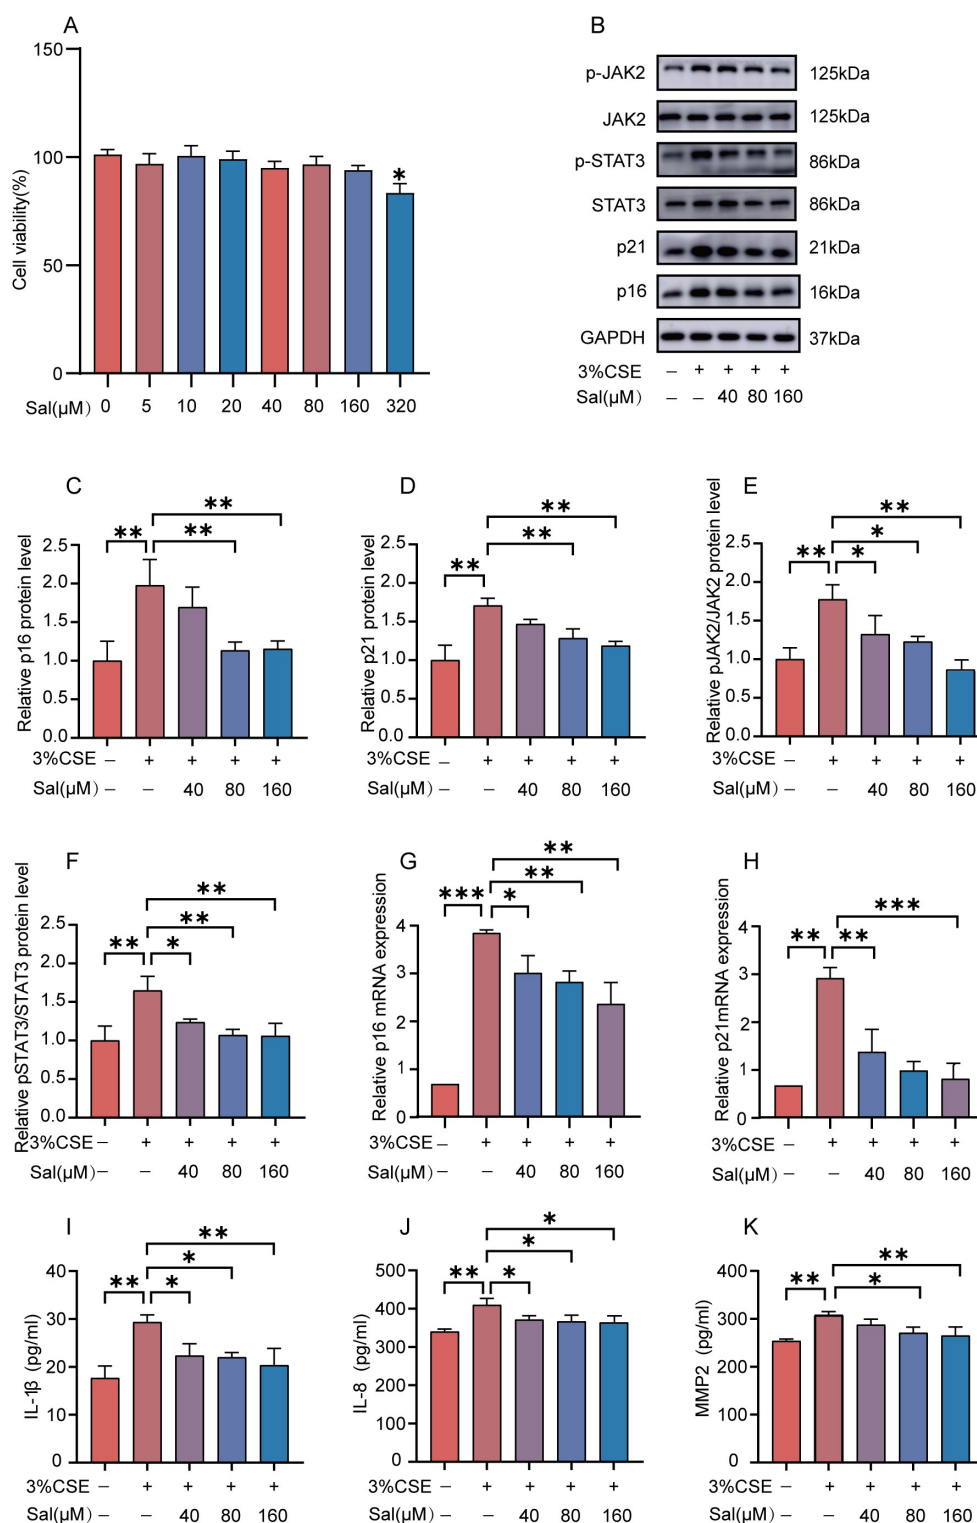 A
150
100
50
0
Cell viability(%)
*
Sal(μM) 0 5 10 20 40 80 160 320
B
p-JAK2 125kDa
JAK2 125kDa
p-STAT3 86kDa
STAT3 86kDa
p21 21kDa
p16 16kDa
GAPDH 37kDa
3%CSE − + + + +
Sal(μM) − − 40 80 160
C
Relative p16 protein level
2.5
2.0
1.5
1.0
0.5
0.0
**
**
**
3%CSE − + + + +
Sal(μM) − − 40 80 160
D
Relative p21 protein level
2.5
2.0
1.5
1.0
0.5
0.0
**
**
**
3%CSE − + + + +
Sal(μM) − − 40 80 160
E
Relative pJAK2/JAK2 protein level
2.5
2.0
1.5
1.0
0.5
0.0
**
*
** *
3%CSE − + + + +
Sal(μM) − − 40 80 160
F
Relative pSTAT3/STAT3 protein level
2.5
2.0
1.5
1.0
0.5
0.0
**
**
** *
3%CSE − + + + +
Sal(μM) − − 40 80 160
G
Relative p16 mRNA expression
4
3
2
1
0
**
**
*** *
3%CSE − + + + +
Sal(μM) − − 40 80 160
H
Relative p21mRNA expression
4
3
2
1
0
***
** **
3%CSE − + + + +
Sal(μM) − − 40 80 160
I
IL-1β (pg/ml)
40
30
20
10
0
**
*
** *
3%CSE − + + + +
Sal(μM) − − 40 80 160
J
IL-8 (pg/ml)
500
400
300
200
100
0
*
*
** *
3%CSE − + + + +
Sal(μM) − − 40 80 160
K
MMP2 (pg/ml)
400
300
200
100
0
**
** *
3%CSE − + + + +
Sal(μM) − − 40 80 160